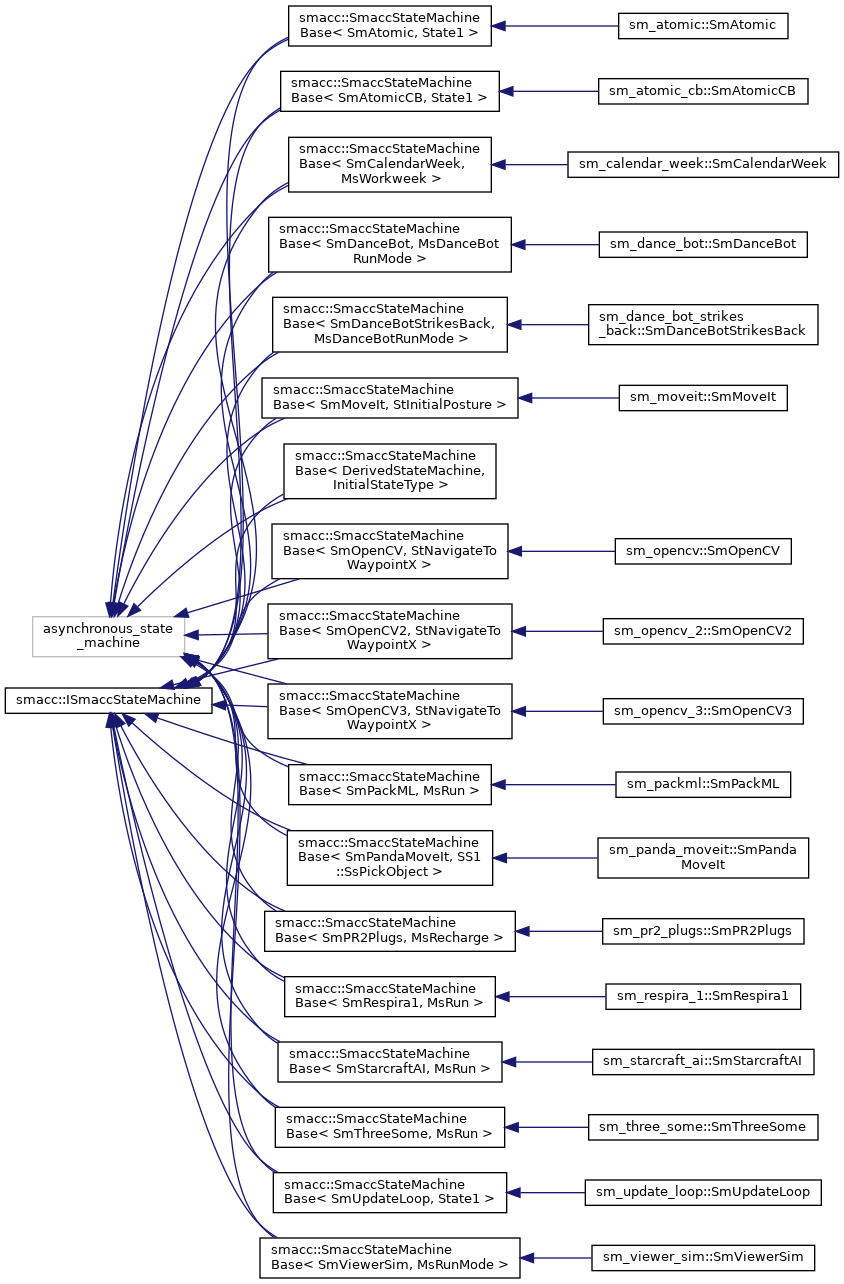 smacc::SmaccStateMachine
Base< SmAtomic, State1 >
sm_atomic::SmAtomic
smacc::SmaccStateMachine
Base< SmAtomicCB, State1 >
sm_atomic_cb::SmAtomicCB
smacc::SmaccStateMachine
Base< SmCalendarWeek,
MsWorkweek >
sm_calendar_week::SmCalendarWeek
smacc::SmaccStateMachine
Base< SmDanceBot, MsDanceBot
RunMode >
sm_dance_bot::SmDanceBot
smacc::SmaccStateMachine
Base< SmDanceBotStrikesBack,
MsDanceBotRunMode >
sm_dance_bot_strikes
_back::SmDanceBotStrikesBack
smacc::SmaccStateMachine
Base< SmMoveIt, StInitialPosture >
sm_moveit::SmMoveIt
smacc::SmaccStateMachine
Base< DerivedStateMachine,
InitialStateType >
smacc::SmaccStateMachine
Base< SmOpenCV, StNavigateTo
WaypointX >
sm_opencv::SmOpenCV
asynchronous_state
_machine
smacc::SmaccStateMachine
Base< SmOpenCV2, StNavigateTo
WaypointX >
sm_opencv_2::SmOpenCV2
smacc::ISmaccStateMachine
smacc::SmaccStateMachine
Base< SmOpenCV3, StNavigateTo
WaypointX >
sm_opencv_3::SmOpenCV3
smacc::SmaccStateMachine
Base< SmPackML, MsRun >
sm_packml::SmPackML
smacc::SmaccStateMachine
Base< SmPandaMoveIt, SS1
::SsPickObject >
sm_panda_moveit::SmPanda
MoveIt
smacc::SmaccStateMachine
Base< SmPR2Plugs, MsRecharge >
sm_pr2_plugs::SmPR2Plugs
smacc::SmaccStateMachine
Base< SmRespira1, MsRun >
sm_respira_1::SmRespira1
smacc::SmaccStateMachine
Base< SmStarcraftAI, MsRun >
sm_starcraft_ai::SmStarcraftAI
smacc::SmaccStateMachine
Base< SmThreeSome, MsRun >
sm_three_some::SmThreeSome
smacc::SmaccStateMachine
Base< SmUpdateLoop, State1 >
sm_update_loop::SmUpdateLoop
smacc::SmaccStateMachine
Base< SmViewerSim, MsRunMode >
sm_viewer_sim::SmViewerSim